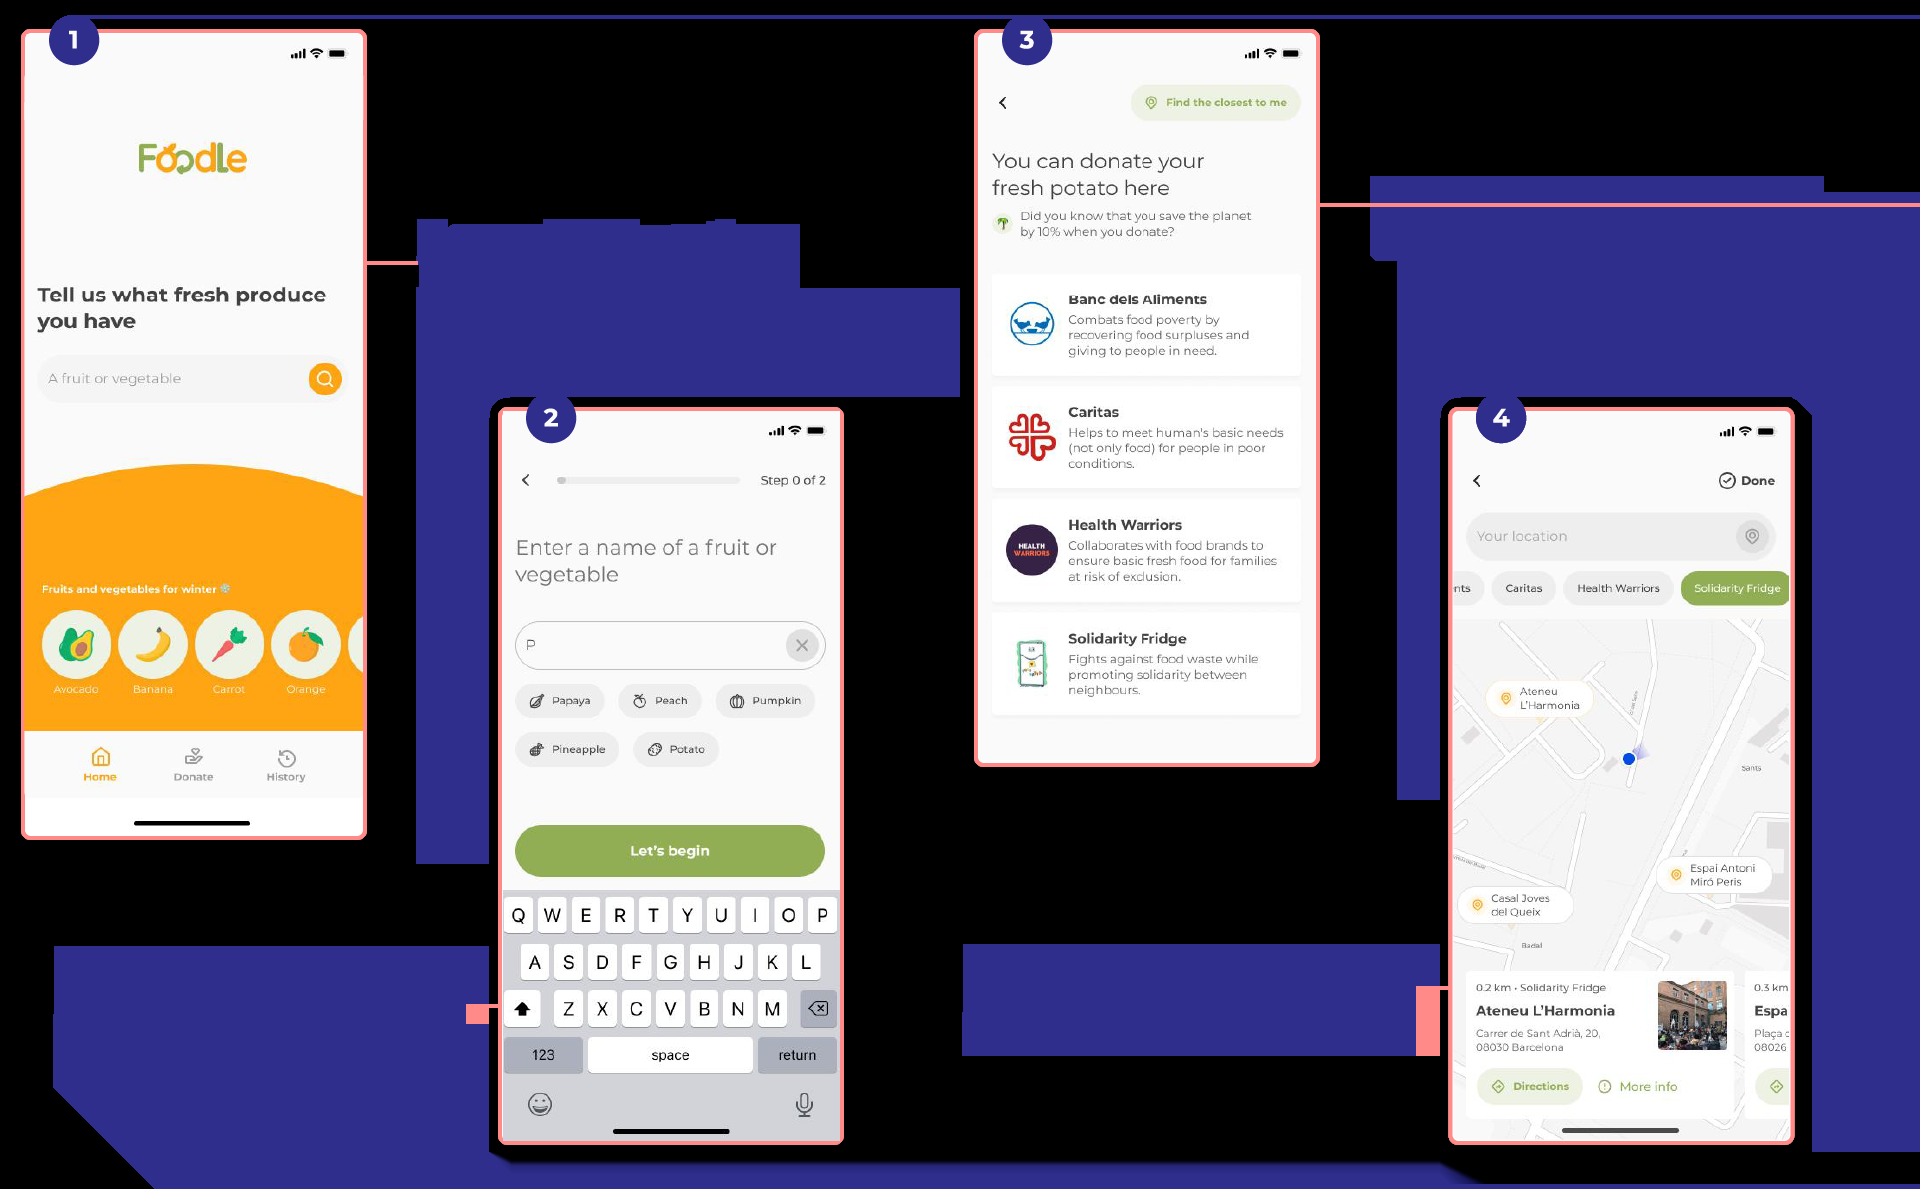 1
Foodle
Tell us what fresh produce
you have
A fruit or vegetable
Fruits and vegetables for winter
Avocado
Banana
Carrot
Orange
Home
Donate
History
2
Step 0 of 2
Enter a name of a fruit or
vegetable
P
Papaya
Peach
Pumpkin
Pineapple
Potato
Let's begin
Q W E R T Y U I O P
A S D F G H J K L
Z X C V B N M
123
space
return
3
Find the closest to me
You can donate your
fresh potato here
Did you know that you save the planet
by 10% when you donate?
Banc dels Aliments
Combats food poverty by
recovering food surpluses and
giving to people in need.
Caritas
Helps to meet human's basic needs
(not only food) for people in poor
conditions.
HEALTH
WARRIORS
Health Warriors
Collaborates with food brands to
ensure basic fresh food for families
at risk of exclusion.
Solidarity Fridge
Fights against food waste while
promoting solidarity between
neighbours.
4
Done
Your location
nts
Caritas
Health Warriors
Solidarity Fridge
Ateneu
L'Harmonia
Sants
Espai Antoni
Miró Peris
Casal Joves
del Queix
Badal
0.2 km • Solidarity Fridge
Ateneu L'Harmonia
Carrer de Sant Adrià, 20,
08030 Barcelona
Directions
More info
0.3 km
Espa
Plaça c
08026